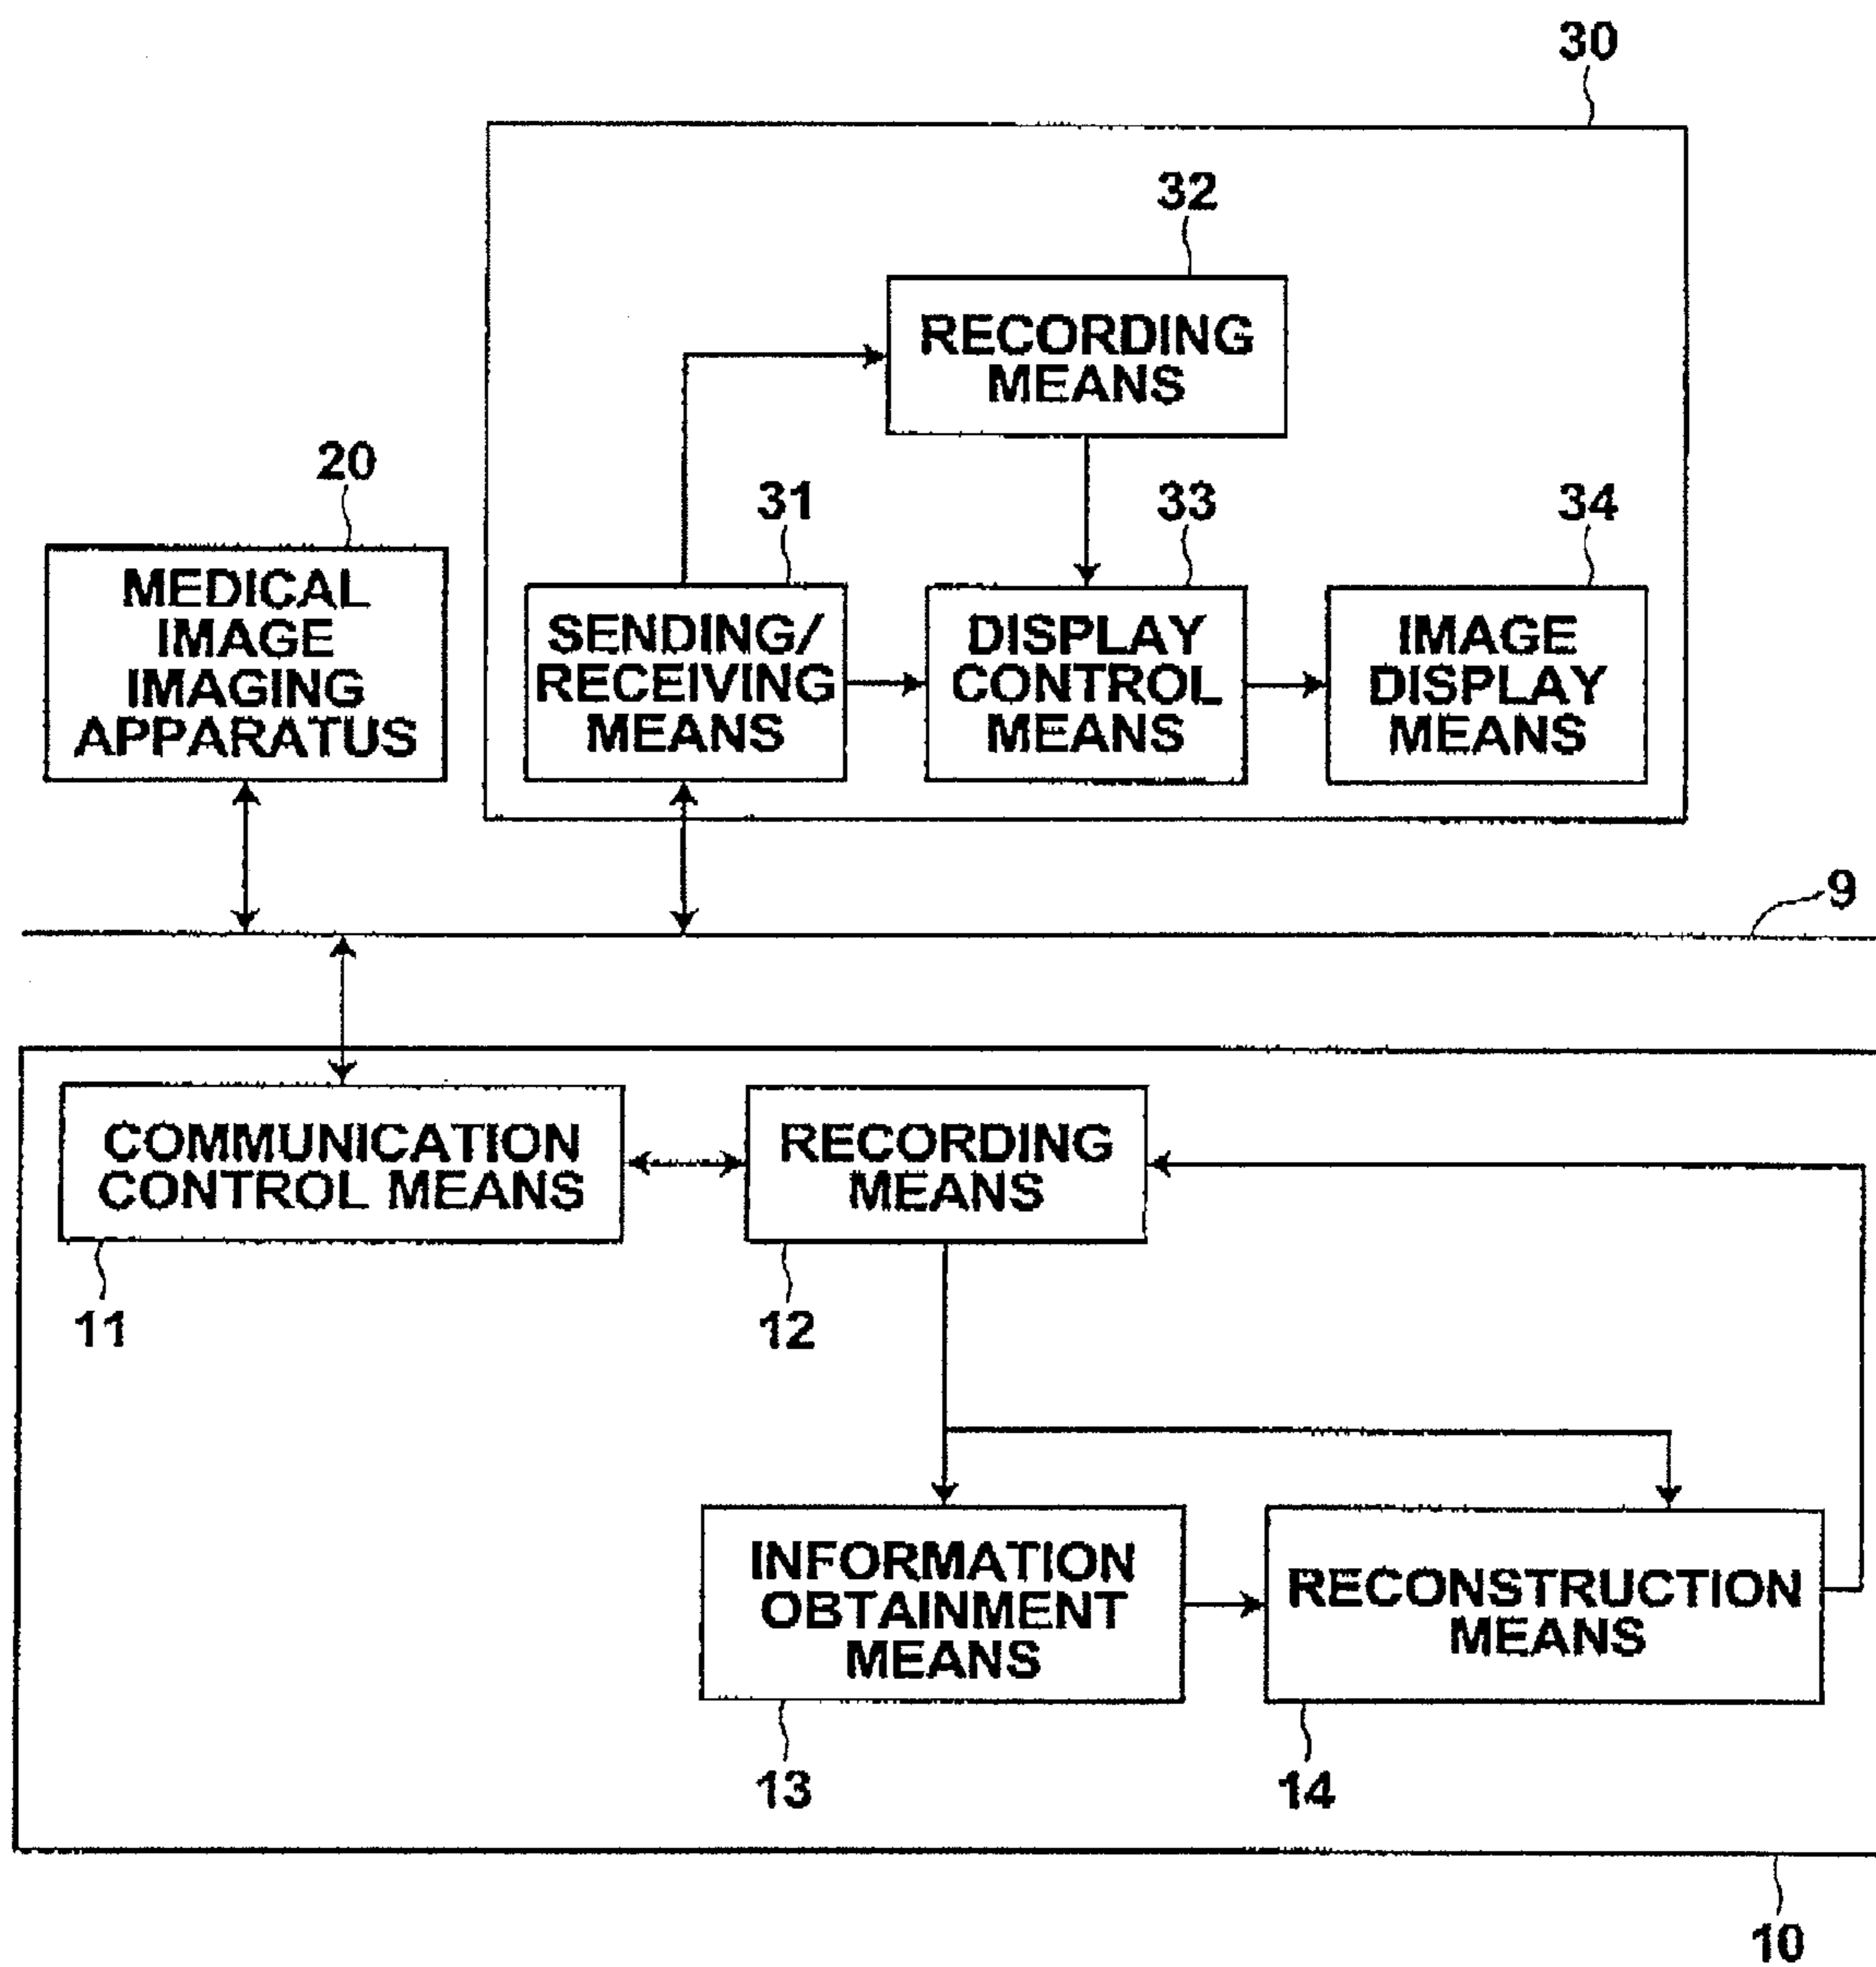 30
32
RECORDING
MEANS
20
31
33
34
MEDICAL
IMAGE
IMAGING
APPARATUS
SENDING/
RECEIVING
MEANS
DISPLAY
CONTROL
MEANS
IMAGE
DISPLAY
MEANS
9
COMMUNICATION
CONTROL MEANS
RECORDING
MEANS
11
12
INFORMATION
OBTAINMENT
MEANS
RECONSTRUCTION
MEANS
13
14
10